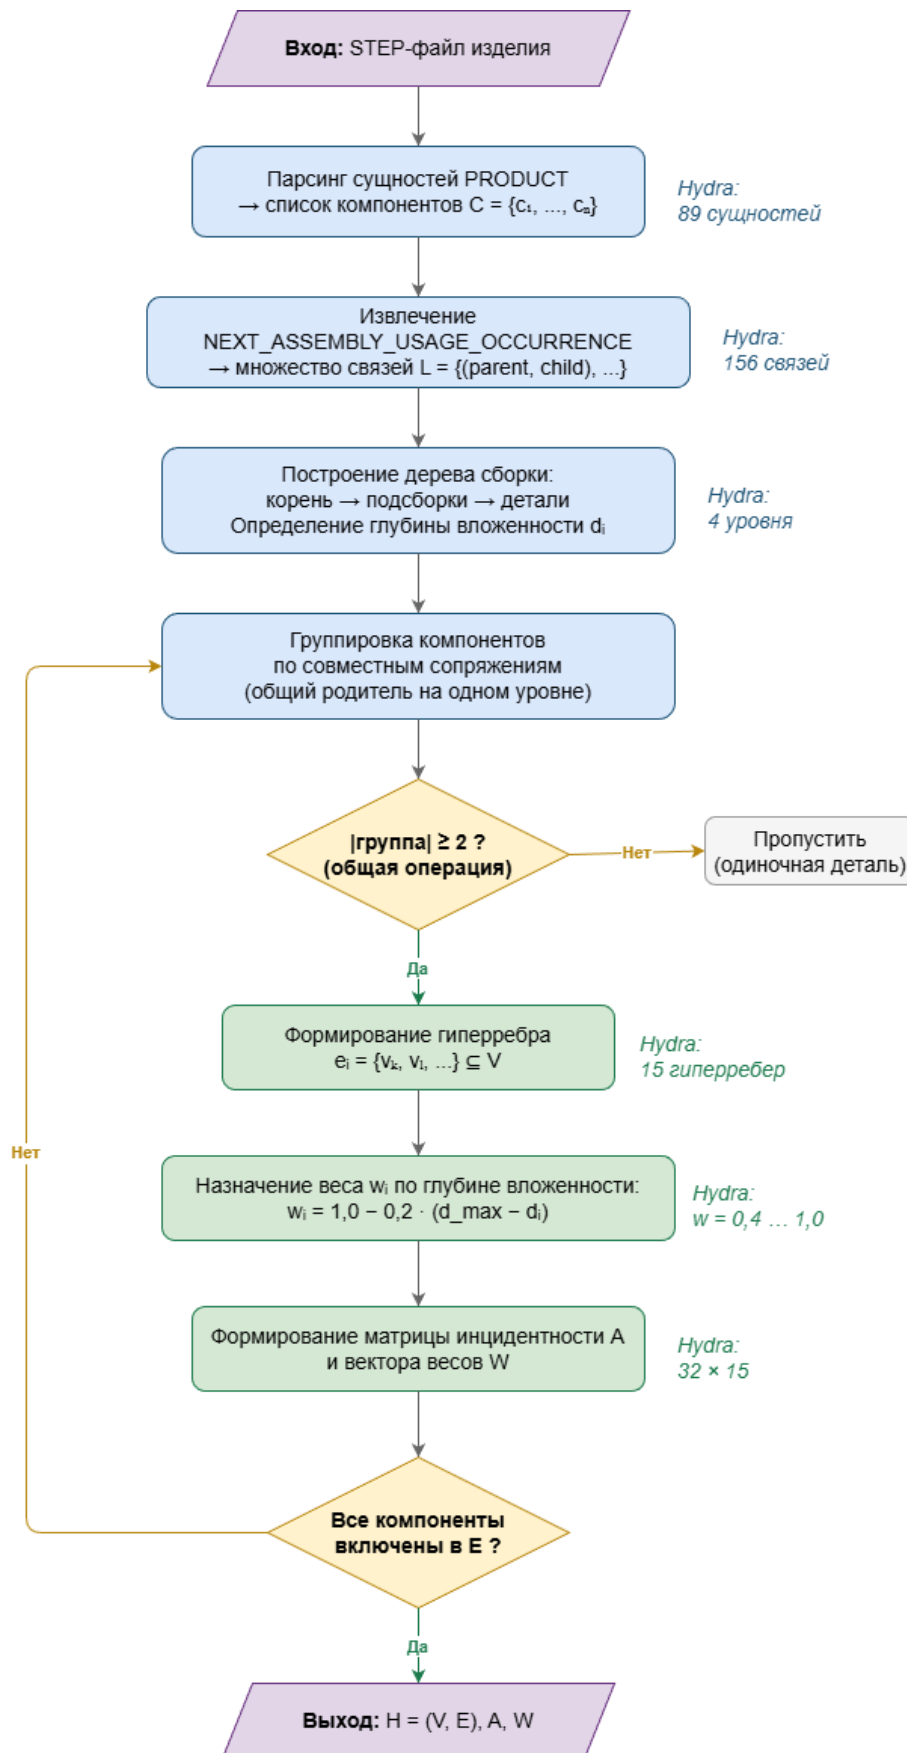 Вход: STEP-файл изделия
Парсинг сущностей PRODUCT
→ список компонентов C = {c₁, ..., cₙ}
Hydra:
89 сущностей
Извлечение
NEXT_ASSEMBLY_USAGE_OCCURRENCE
→ множество связей L = {(parent, child), ...}
Hydra:
156 связей
Построение дерева сборки:
корень → подсборки → детали
Определение глубины вложенности dᵢ
Hydra:
4 уровня
Группировка компонентов
по совместным сопряжениям
(общий родитель на одном уровне)
|группа| ≥ 2 ?
(общая операция)
Нет
Пропустить
(одиночная деталь)
Да
Формирование гиперребра
eᵢ = {vₖ, vₗ, ...} ⊆ V
Hydra:
15 гиперребер
Нет
Назначение веса wᵢ по глубине вложенности:
wᵢ = 1,0 − 0,2 · (d_max − dᵢ)
Hydra:
w = 0,4 … 1,0
Формирование матрицы инцидентности A
и вектора весов W
Hydra:
32 × 15
Все компоненты
включены в E ?
Да
Выход: H = (V, E), A, W